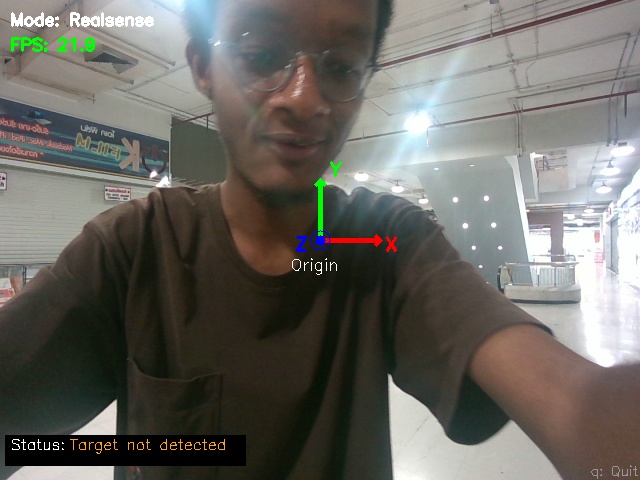 Mode: Realsense
FPS: 21.9
Y
Z
X
Origin
Status: Target not detected
q: Quit